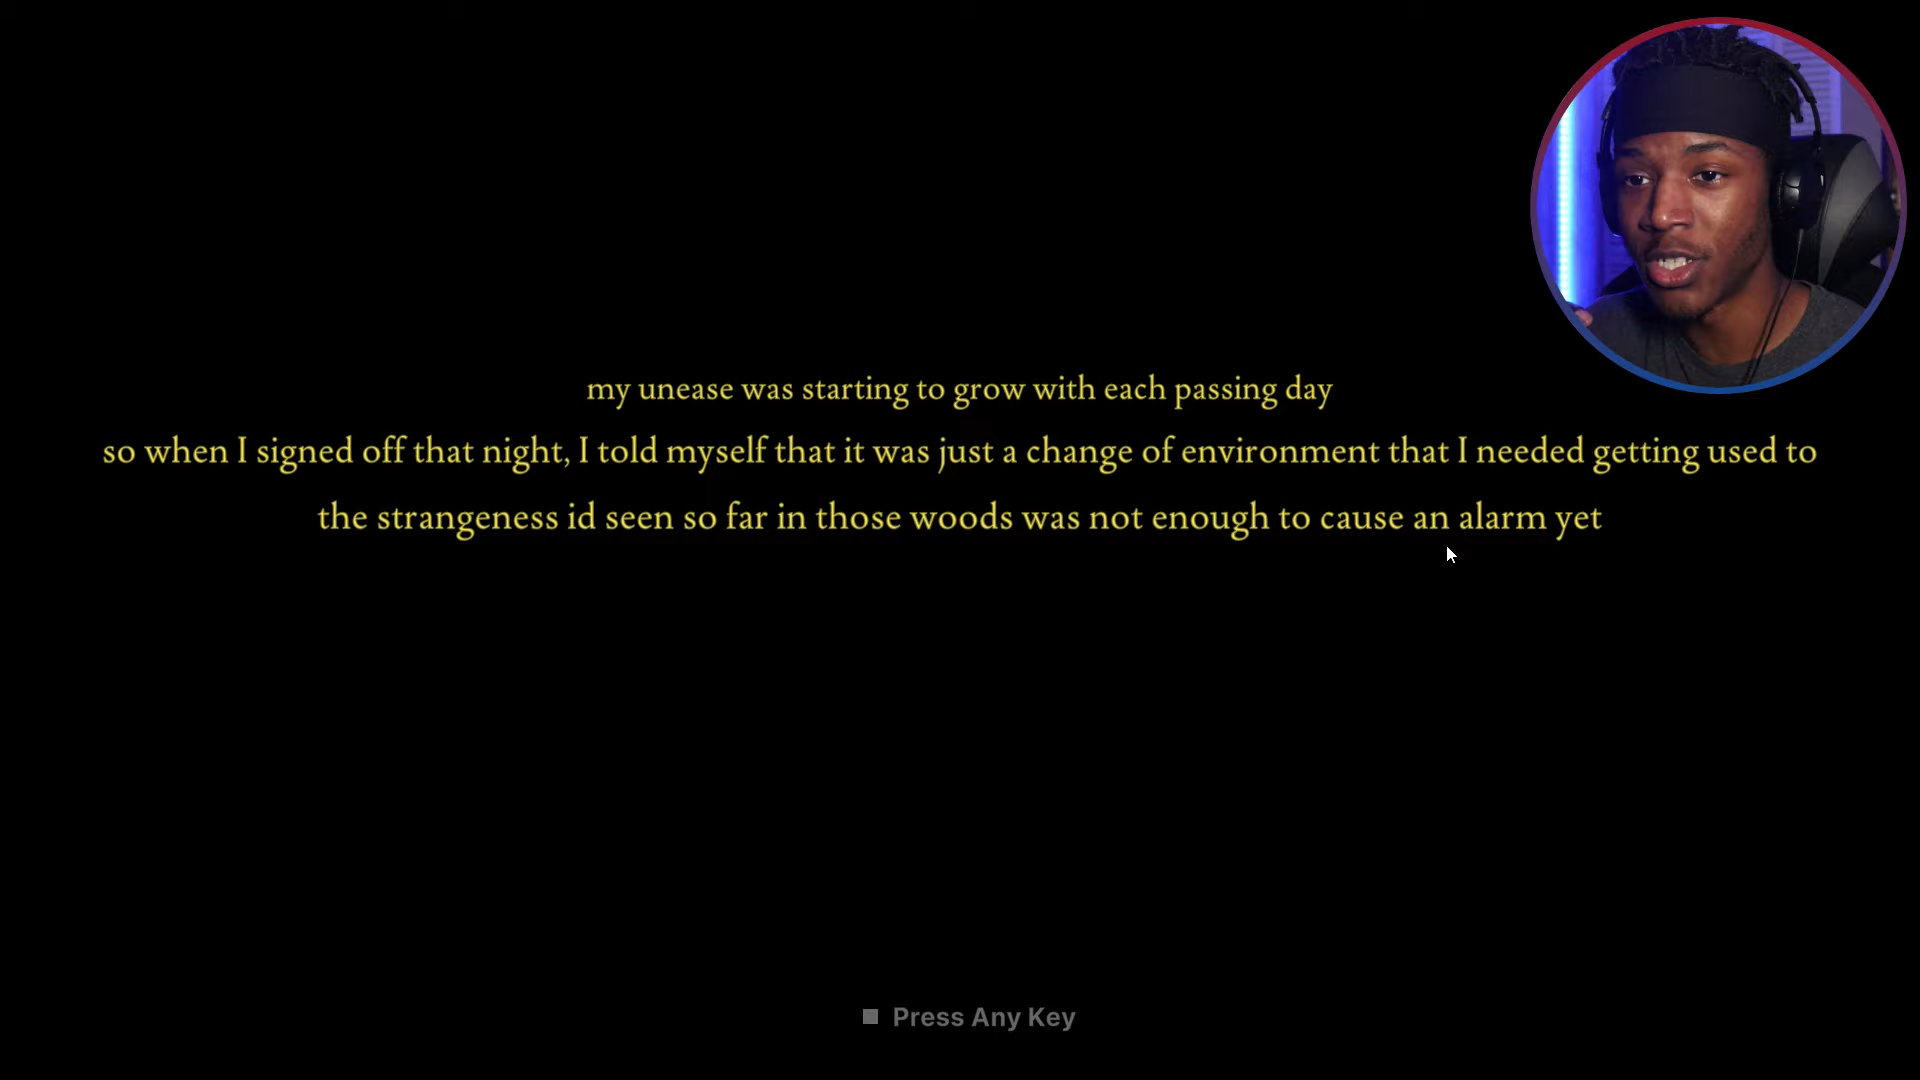 my unease was starting to grow with each passing day
so when I signed off that night, I told myself that it was just a change of environment that I needed getting used to
the strangeness id seen so far in those woods was not enough to cause an alarm yet
Press Any Key